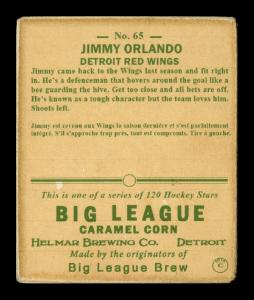 — No. 65 —
JIMMY ORLANDO
DETROIT RED WINGS
Jimmy came back to the Wings last season and fit right
in. He's a defenceman that hovers around the goal like a
bee guarding the hive. Get too close and all bets are off.
He's known as a tough character but the team loves him.
Shoots left.
Jimmy est revenu aux Wings la saison dernière et s'est parfaitement
intégré. S'il s'approche trop près, tout est compromis. Tire à gauche.
This is one of a series of 120 Hockey Stars
BIG LEAGUE
CARAMEL CORN
HELMAR BREWING CO. DETROIT
Made by the originators of
Big League Brew